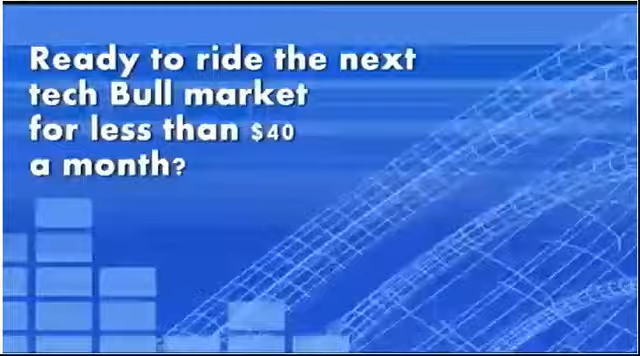 Ready to ride the next
tech Bull market
for less than $40
a month?